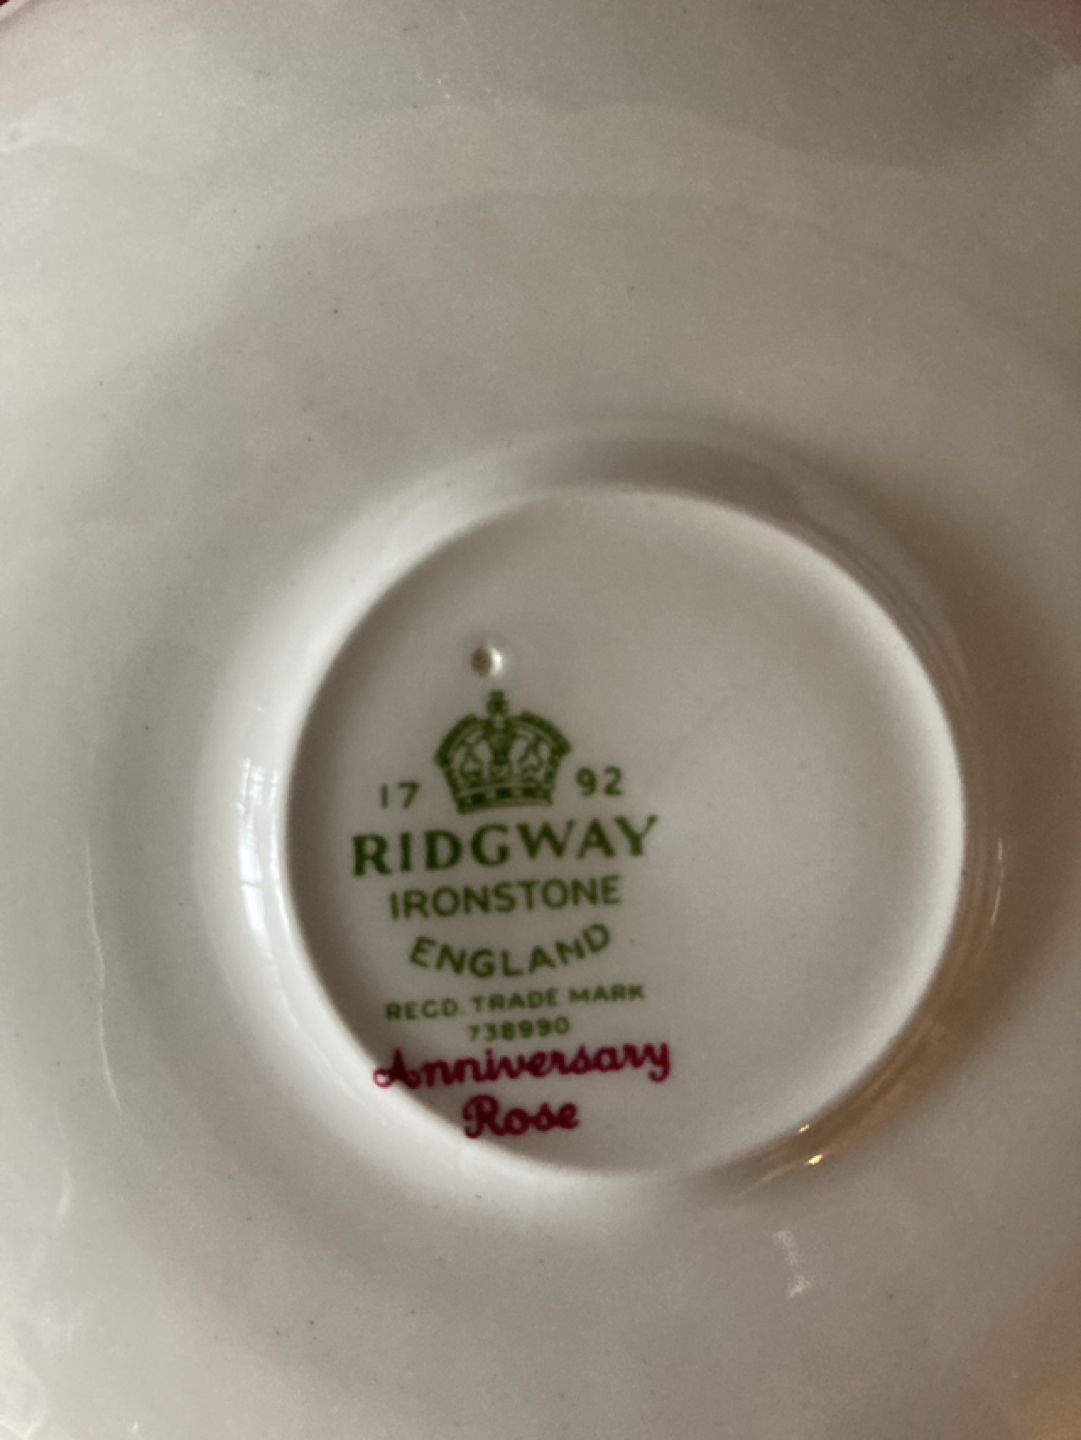 17 92
RIDGWAY
IRONSTONE
ENGLAND
REGD. TRADE MARK
738990
Anniversary
Rose